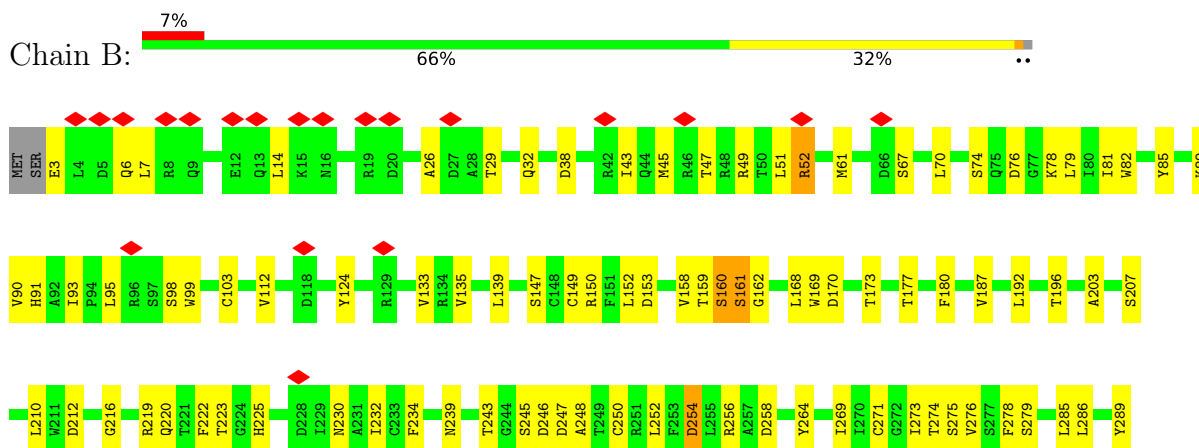 7%
Chain B:
66% 32% ••
MET SER E3 L4 D5 Q6 L7 R8 Q9 E12 Q13 L14 K15 N16 R19 D20 A26 D27 A28 T29 Q32 D38 R42 I43 Q44 M45 R46 T47 R48 R49 T50 L51 R52 M61 D66 S67 L70 S74 Q75 D76 G77 K78 L79 I80 I81 W82 Y85
V90 H91 A92 I93 P94 L95 R96 S97 S98 W99 C103 V112 D118 Y124 R129 V133 R134 V135 L139 S147 C148 C149 R150 F151 L152 D153 V158 T159 S160 S161 G162 L168 W169 D170 T173 T177 F180 V187 L192 T196 A203 S207
L210 W211 D212 G216 R219 Q220 T221 F222 T223 G224 H225 D228 I229 N230 A231 I232 C233 F234 N239 T243 G244 S245 D246 D247 A248 T249 C250 R251 L252 F253 D254 L255 R256 A257 D258 Y264 I269 I270 C271 G272 I273 T274 S275 V276 S277 F278 S279 L285 L286 Y289